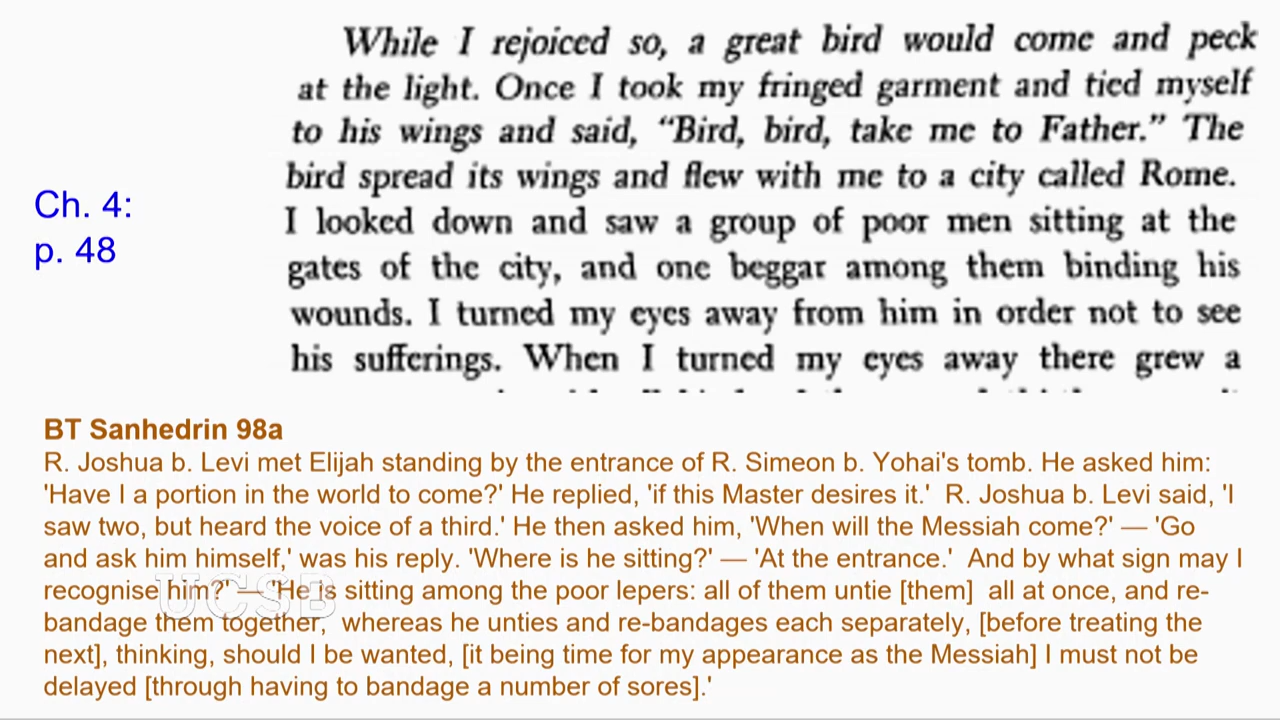 While I rejoiced so, a great bird would come and peck
at the light. Once I took my fringed garment and tied myself
to his wings and said, “Bird, bird, take me to Father.” The
bird spread its wings and flew with me to a city called Rome.
I looked down and saw a group of poor men sitting at the
gates of the city, and one beggar among them binding his
wounds. I turned my eyes away from him in order not to see
his sufferings. When I turned my eyes away there grew a
Ch. 4:
p. 48
BT Sanhedrin 98a
R. Joshua b. Levi met Elijah standing by the entrance of R. Simeon b. Yohai's tomb. He asked him:
'Have I a portion in the world to come?' He replied, 'if this Master desires it.' R. Joshua b. Levi said, 'I
saw two, but heard the voice of a third.' He then asked him, 'When will the Messiah come?' — 'Go
and ask him himself,' was his reply. 'Where is he sitting?' — 'At the entrance.' And by what sign may I
recognise him?' — 'He is sitting among the poor lepers: all of them untie [them] all at once, and re-
bandage them together, whereas he unties and re-bandages each separately, [before treating the
next], thinking, should I be wanted, [it being time for my appearance as the Messiah] I must not be
delayed [through having to bandage a number of sores].'
UCSB